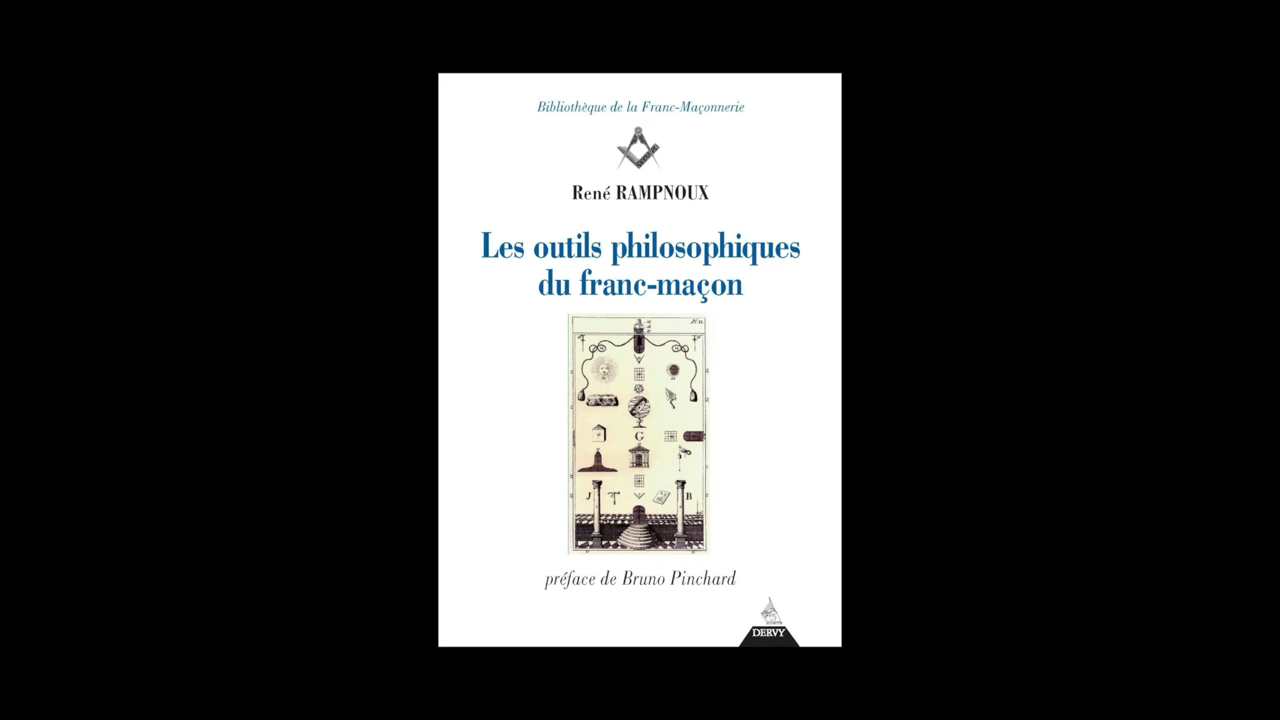 Bibliothèque de la Franc-Maçonnerie
René RAMPNOUX
Les outils philosophiques
du franc-maçon
G
J
B
préface de Bruno Pinchard
DERVY